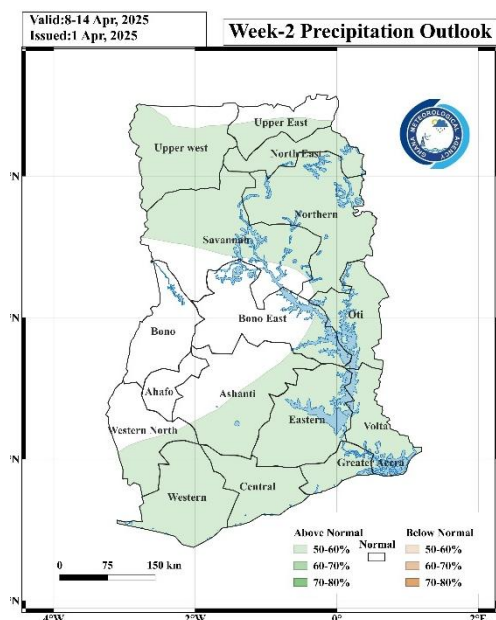 Valid:8-14 Apr, 2025
Issued:1 Apr, 2025
Week-2 Precipitation Outlook
GHANA METEOROLOGICAL AGENCY
Upper East
Upper west
North East
Northern
Savannah
Oti
Bono East
Bono
Ahafo
Ashanti
Western North
Eastern
Volta
Greater Accra
Central
Western
Above Normal Normal Below Normal
50-60% 50-60%
60-70% 60-70%
70-80% 70-80%
0 75 150 km
4°W 2°W 0° 2°E